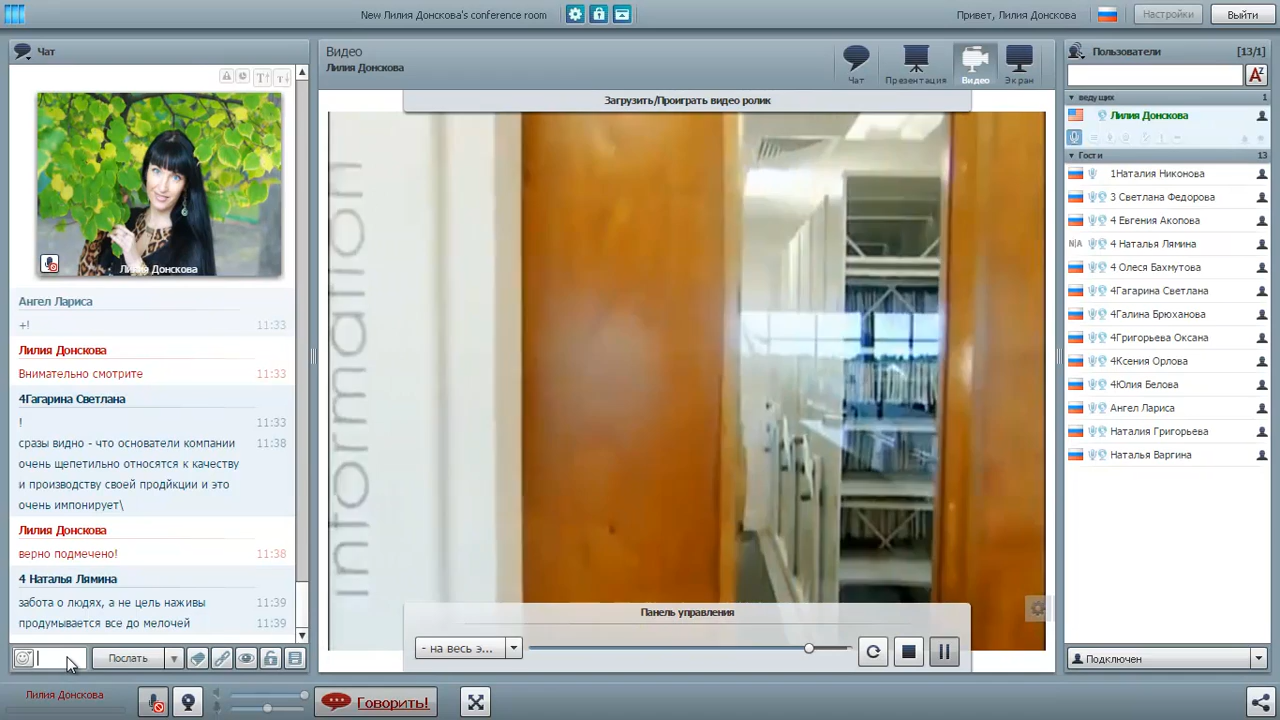 New Лилия Донскова's conference room
Привет, Лилия Донскова
Настройки
Выйти
Чат
Лилия Донскова
Ангел Лариса
+!
11:33
Лилия Донскова
Внимательно смотрите
11:33
4Гагарина Светлана
!
11:33
сразы видно - что основатели компании
11:38
очень щепетильно относятся к качеству
и производству своей продйкции и это
очень импонирует\
Лилия Донскова
верно подмечено!
11:38
4 Наталья Лямина
забота о людях, а не цель наживы
11:39
продумывается все до мелочей
11:39
Послать
Видео
Лилия Донскова
Чат
Презентация
Видео
Экран
Загрузить/Проиграть видео ролик
information
Панель управления
- на весь э...
Пользователи
[13/1]
ведущих
1
Лилия Донскова
Гости
13
1Наталия Никонова
3 Светлана Федорова
4 Евгения Акопова
N|A
4 Наталья Лямина
4 Олеся Бахмутова
4Гагарина Светлана
4Галина Брюханова
4Григорьева Оксана
4Ксения Орлова
4Юлия Белова
Ангел Лариса
Наталия Григорьева
Наталья Варгина
Подключен
Лилия Донскова
Говорить!